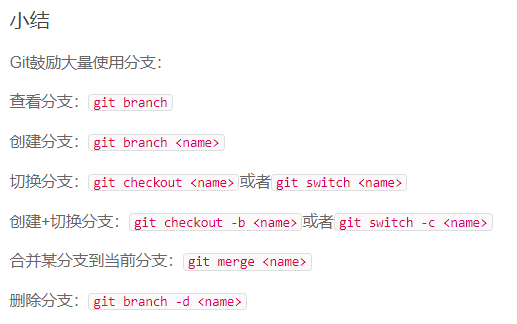 小结
Git鼓励大量使用分支：
查看分支：git branch
创建分支：git branch <name>
切换分支：git checkout <name>或者git switch <name>
创建+切换分支：git checkout -b <name>或者git switch -c <name>
合并某分支到当前分支：git merge <name>
删除分支：git branch -d <name>